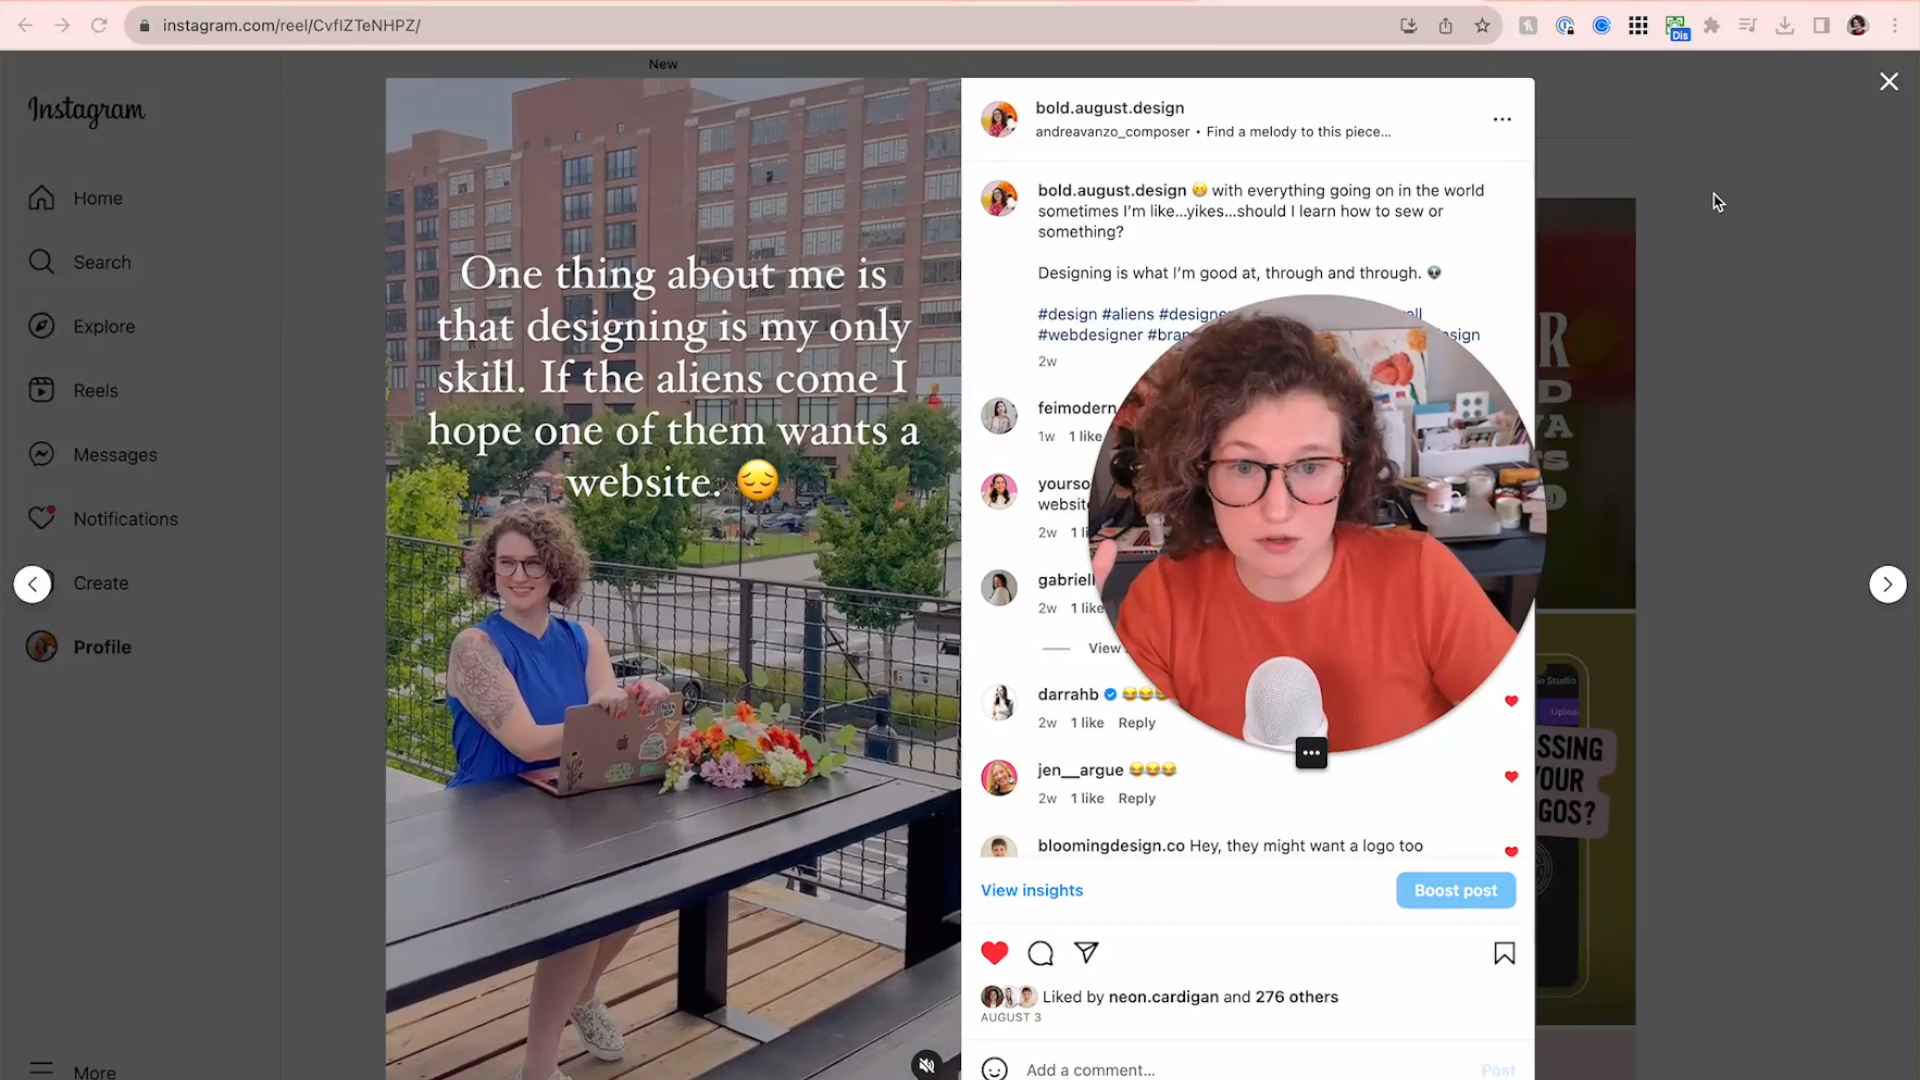 instagram.com/reel/CvfIZTeNHPZ/
Dis
New
Instagram
Home
Search
Explore
Reels
Messages
Notifications
Create
Profile
More
One thing about me is
that designing is my only
skill. If the aliens come I
hope one of them wants a
website. 😔
bold.august.design
andreavanzo_composer • Find a melody to this piece...
bold.august.design 😬 with everything going on in the world
sometimes I'm like...yikes...should I learn how to sew or
something?
Designing is what I'm good at, through and through. 👽
#design #aliens
#webdesigner
2w
feimodern
1w 1 like
2w
2w 1 like
View
darrahb 😂😂😂
2w 1 like Reply
jen__argue 😂😂😂
2w 1 like Reply
bloomingdesign.co Hey, they might want a logo too
View insights
Boost post
Liked by neon.cardigan and 276 others
AUGUST 3
Add a comment...
Post
Studio